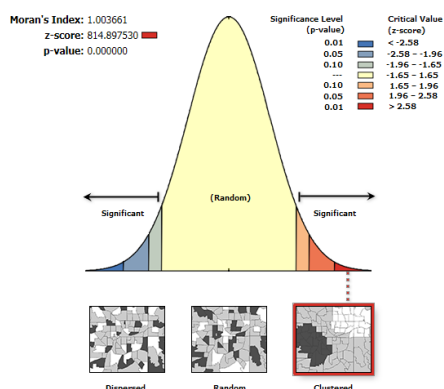 Moran's Index: 1.003661
z-score: 814.897530
p-value: 0.000000
Significance Level
(p-value)
0.01
0.05
0.10
---
0.10
0.05
0.01
Critical Value
(z-score)
< -2.58
-2.58 – -1.96
-1.96 – -1.65
-1.65 – 1.65
1.65 – 1.96
1.96 – 2.58
> 2.58
Significant
(Random)
Significant
Dispersed
Random
Clustered